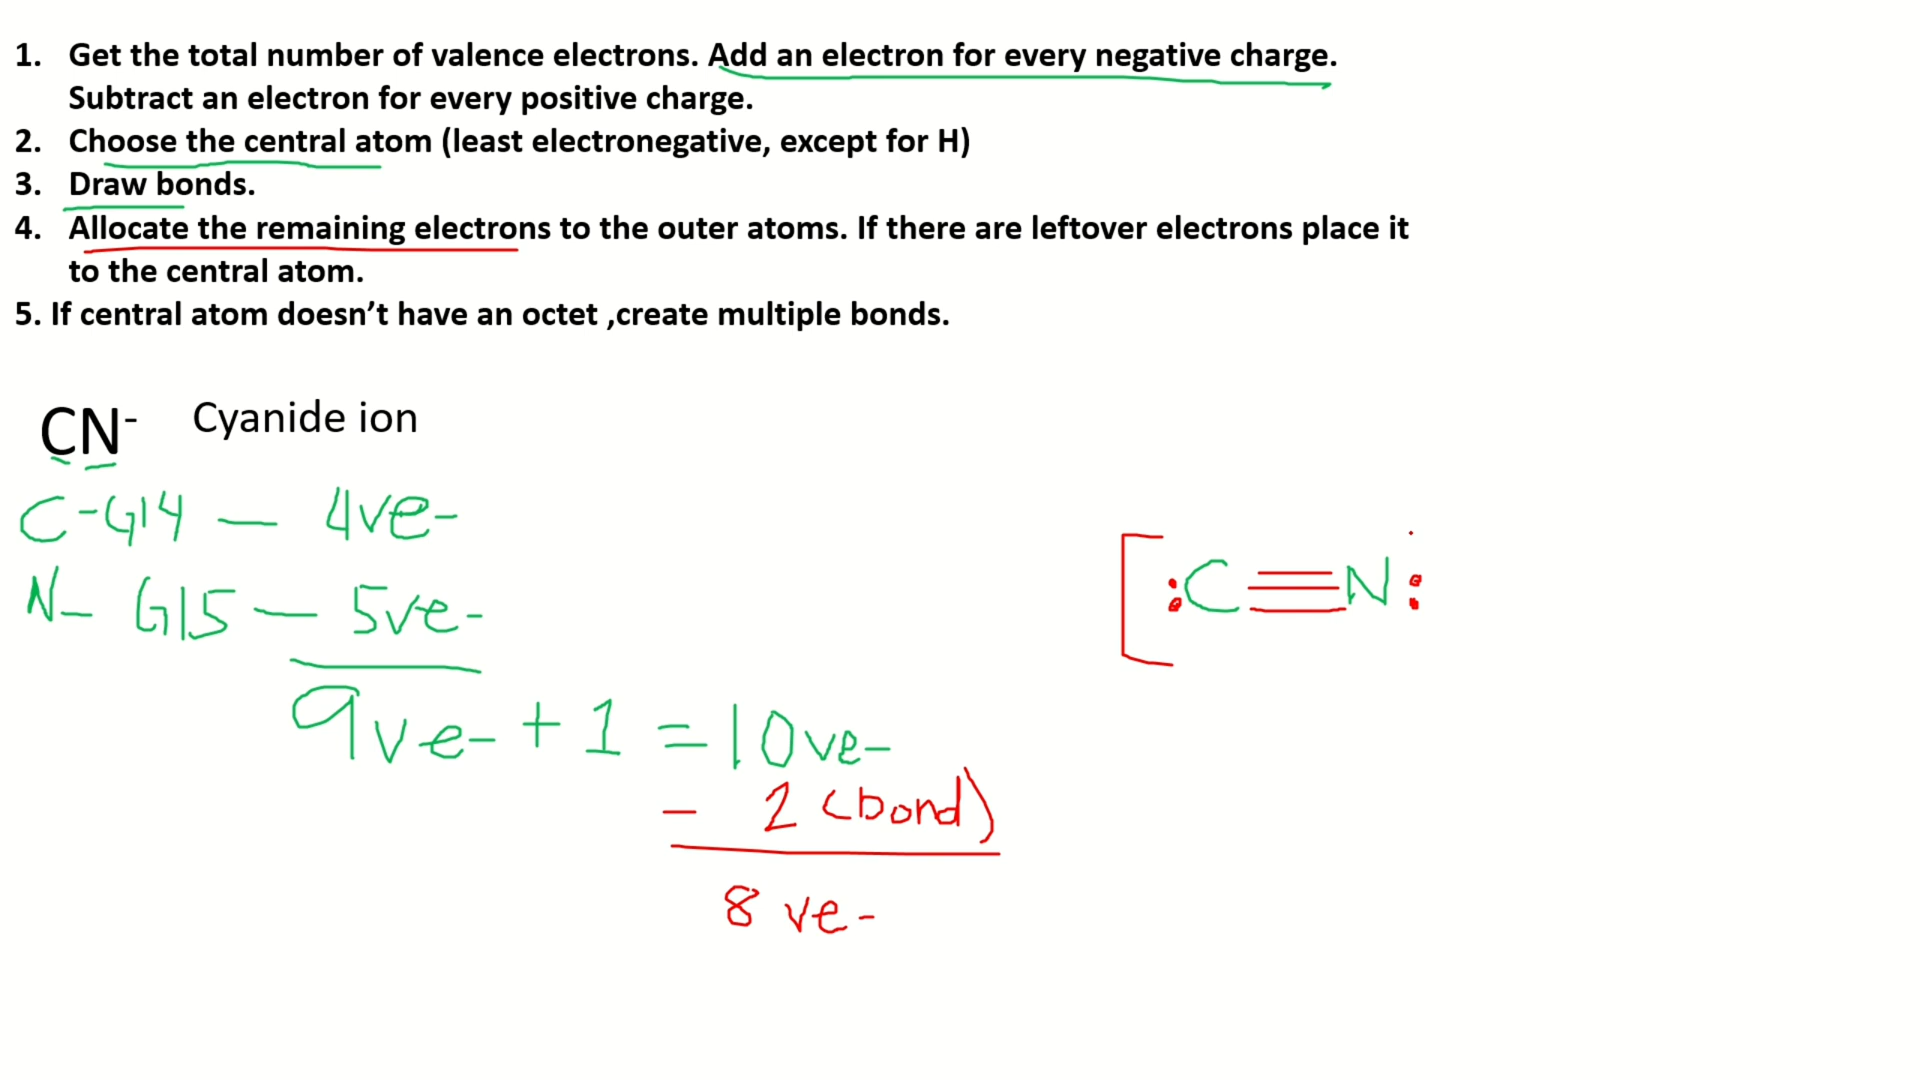 1. Get the total number of valence electrons. Add an electron for every negative charge.
Subtract an electron for every positive charge.
2. Choose the central atom (least electronegative, except for H)
3. Draw bonds.
4. Allocate the remaining electrons to the outer atoms. If there are leftover electrons place it
to the central atom.
5. If central atom doesn’t have an octet ,create multiple bonds.
CN- Cyanide ion
C-G14 — 4ve-
N- G15 — 5ve-
9ve- + 1 = 10ve-
- 2 (bond)
8 ve-
[:C≡N: